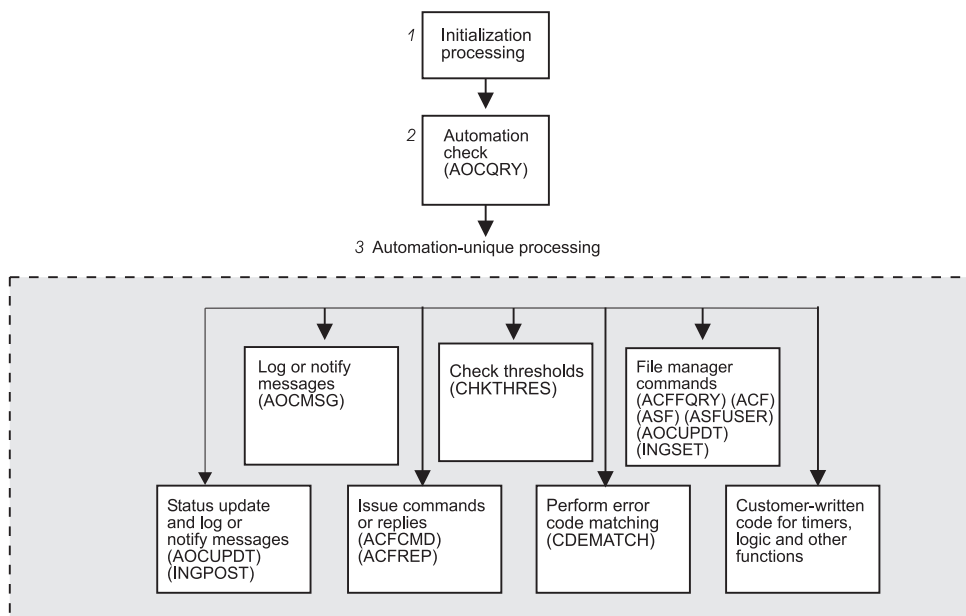 1
Initialization
processing
2
Automation
check
(AOCQRY)
3 Automation-unique processing
Log or notify
messages
(AOCMSG)
Check thresholds
(CHKTHRES)
File manager
commands
(ACFFQRY) (ACF)
(ASF) (ASFUSER)
(AOCUPDT)
(INGSET)
Status update
and log or
notify messages
(AOCUPDT)
(INGPOST)
Issue commands
or replies
(ACFCMD)
(ACFREP)
Perform error
code matching
(CDEMATCH)
Customer-written
code for timers,
logic and other
functions